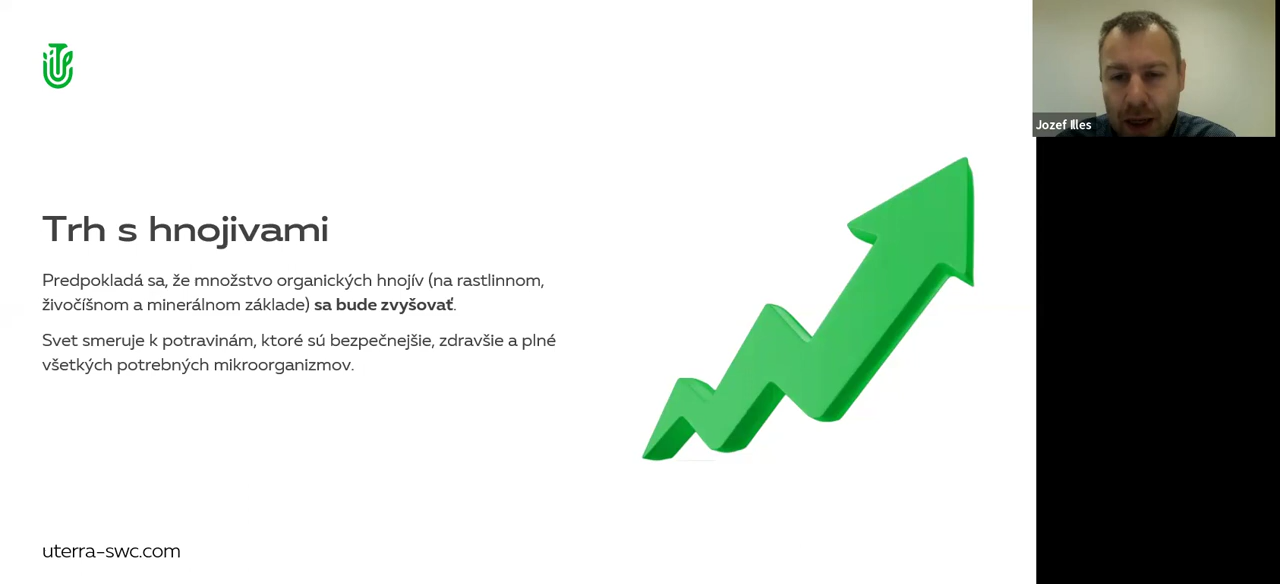 Trh s hnojivami
Predpokladá sa, že množstvo organických hnojív (na rastlinnom,
živočíšnom a minerálnom základe) sa bude zvyšovať.
Svet smeruje k potravinám, ktoré sú bezpečnejšie, zdravšie a plné
všetkých potrebných mikroorganizmov.
uterra-swc.com
Jozef Illes